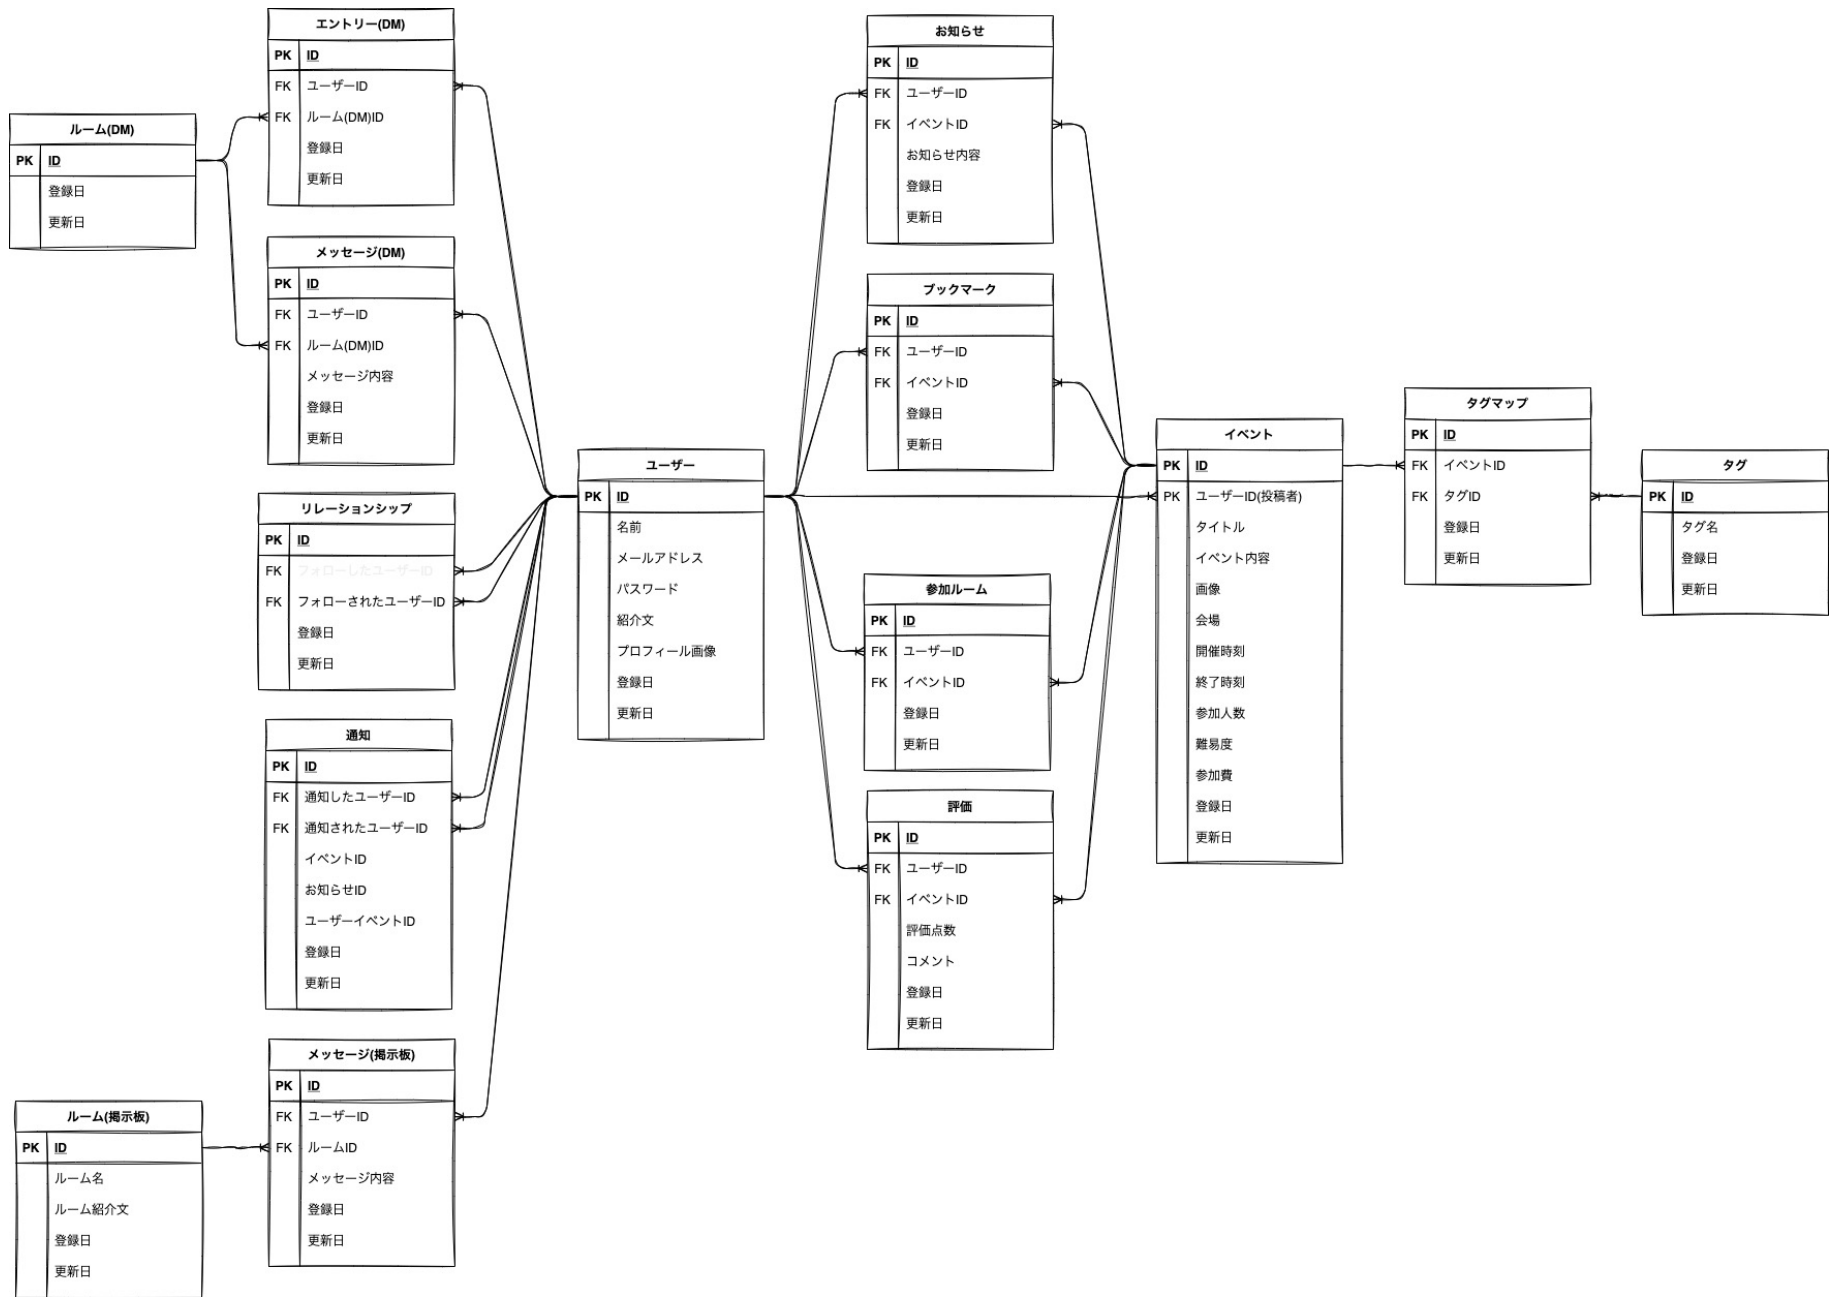 エントリー(DM)
PK ID
FK ユーザーID
FK ルーム(DM)ID
登録日
更新日
ルーム(DM)
PK ID
登録日
更新日
メッセージ(DM)
PK ID
FK ユーザーID
FK ルーム(DM)ID
メッセージ内容
登録日
更新日
リレーションシップ
PK ID
FK フォローしたユーザーID
FK フォローされたユーザーID
登録日
更新日
通知
PK ID
FK 通知したユーザーID
FK 通知されたユーザーID
イベントID
お知らせID
ユーザーイベントID
登録日
更新日
メッセージ(掲示板)
PK ID
FK ユーザーID
FK ルームID
メッセージ内容
登録日
更新日
ルーム(掲示板)
PK ID
ルーム名
ルーム紹介文
登録日
更新日
ユーザー
PK ID
名前
メールアドレス
パスワード
紹介文
プロフィール画像
登録日
更新日
お知らせ
PK ID
FK ユーザーID
FK イベントID
お知らせ内容
登録日
更新日
ブックマーク
PK ID
FK ユーザーID
FK イベントID
登録日
更新日
参加ルーム
PK ID
FK ユーザーID
FK イベントID
登録日
更新日
評価
PK ID
FK ユーザーID
FK イベントID
評価点数
コメント
登録日
更新日
イベント
PK ID
PK ユーザーID(投稿者)
タイトル
イベント内容
画像
会場
開催時刻
終了時刻
参加人数
難易度
参加費
登録日
更新日
タグマップ
PK ID
FK イベントID
FK タグID
登録日
更新日
タグ
PK ID
タグ名
登録日
更新日